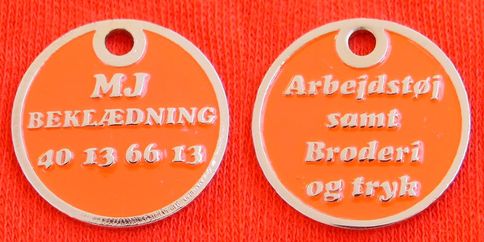 MJ
BEKLÆDNING
40 13 66 13
Arbejdstøj
samt
Broderi
og tryk